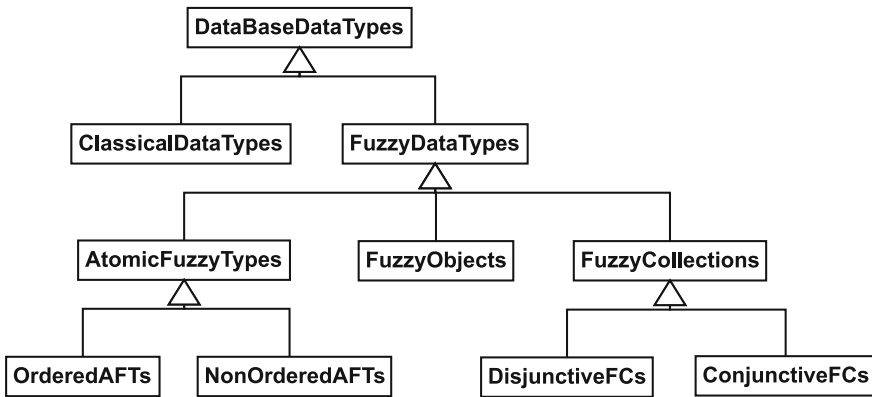 DataBaseDataTypes
ClassicalDataTypes
FuzzyDataTypes
AtomicFuzzyTypes
FuzzyObjects
FuzzyCollections
OrderedAFTs
NonOrderedAFTs
DisjunctiveFCs
ConjunctiveFCs